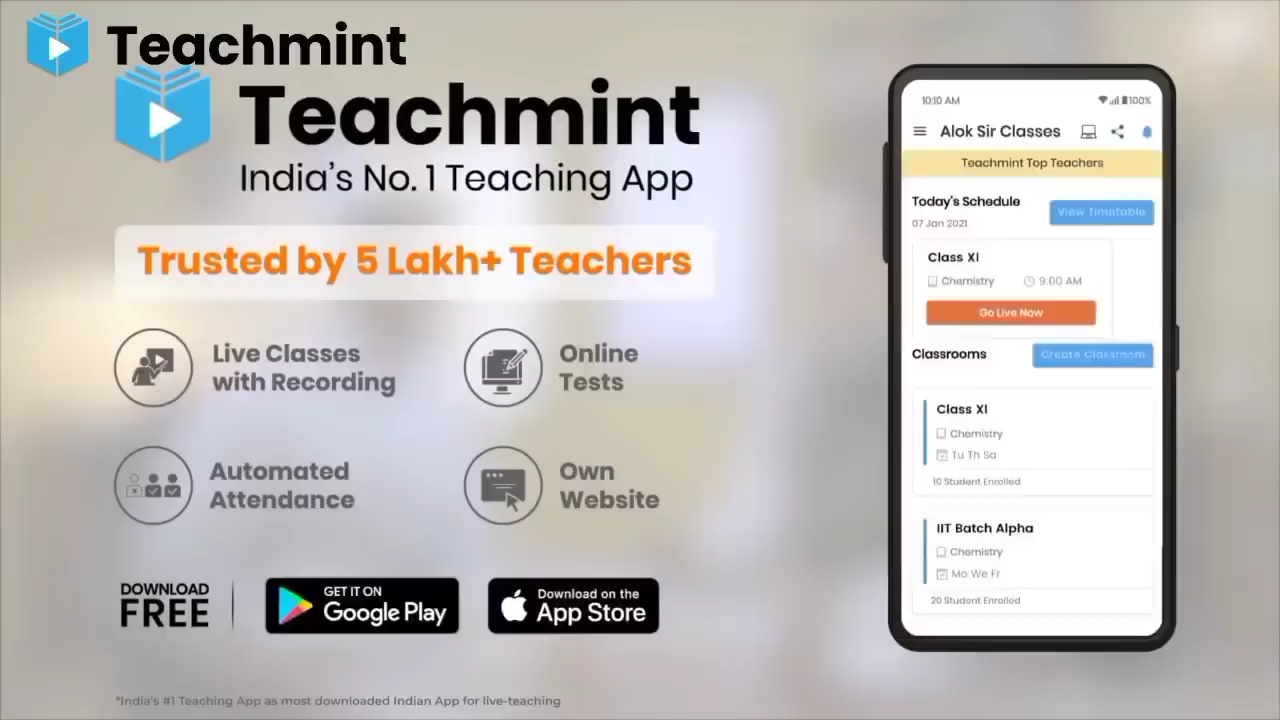 Teachmint
Teachmint
India's No. 1 Teaching App
Trusted by 5 Lakh+ Teachers
Live Classes
with Recording
Online
Tests
Automated
Attendance
Own
Website
DOWNLOAD
FREE
GET IT ON
Google Play
Download on the
App Store
*India's #1 Teaching App as most downloaded Indian App for live-teaching
10:10 AM
100%
Alok Sir Classes
Teachmint Top Teachers
Today's Schedule
View Timetable
07 Jan 2021
Class XI
Chemistry
9:00 AM
Go Live Now
Classrooms
Create Classroom
Class XI
Chemistry
Tu Th Sa
10 Student Enrolled
IIT Batch Alpha
Chemistry
Mo We Fr
20 Student Enrolled